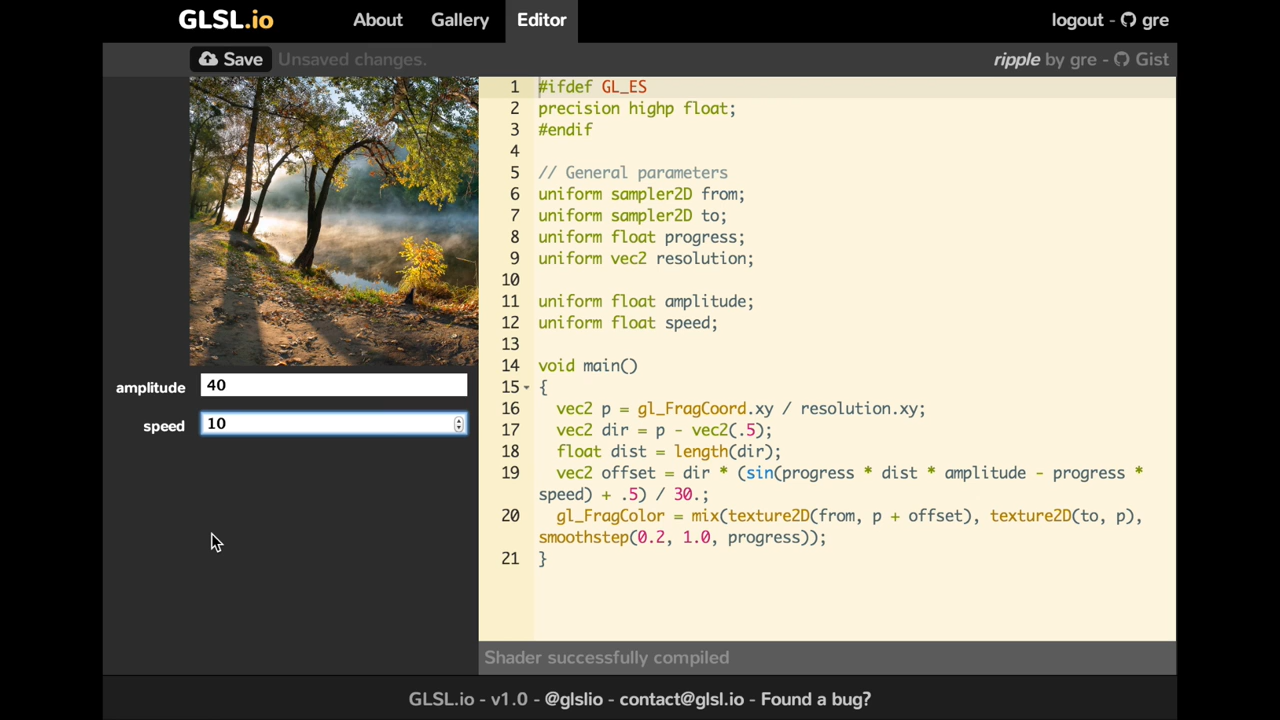 GLSL.io About Gallery Editor logout - gre
Save Unsaved changes. ripple by gre - Gist
amplitude 40
speed 10
1 #ifdef GL_ES
2 precision highp float;
3 #endif
4
5 // General parameters
6 uniform sampler2D from;
7 uniform sampler2D to;
8 uniform float progress;
9 uniform vec2 resolution;
10
11 uniform float amplitude;
12 uniform float speed;
13
14 void main()
15 {
16 vec2 p = gl_FragCoord.xy / resolution.xy;
17 vec2 dir = p - vec2(.5);
18 float dist = length(dir);
19 vec2 offset = dir * (sin(progress * dist * amplitude - progress *
speed) + .5) / 30.;
20 gl_FragColor = mix(texture2D(from, p + offset), texture2D(to, p),
smoothstep(0.2, 1.0, progress));
21 }
Shader successfully compiled
GLSL.io - v1.0 - @glslio - contact@glsl.io - Found a bug?